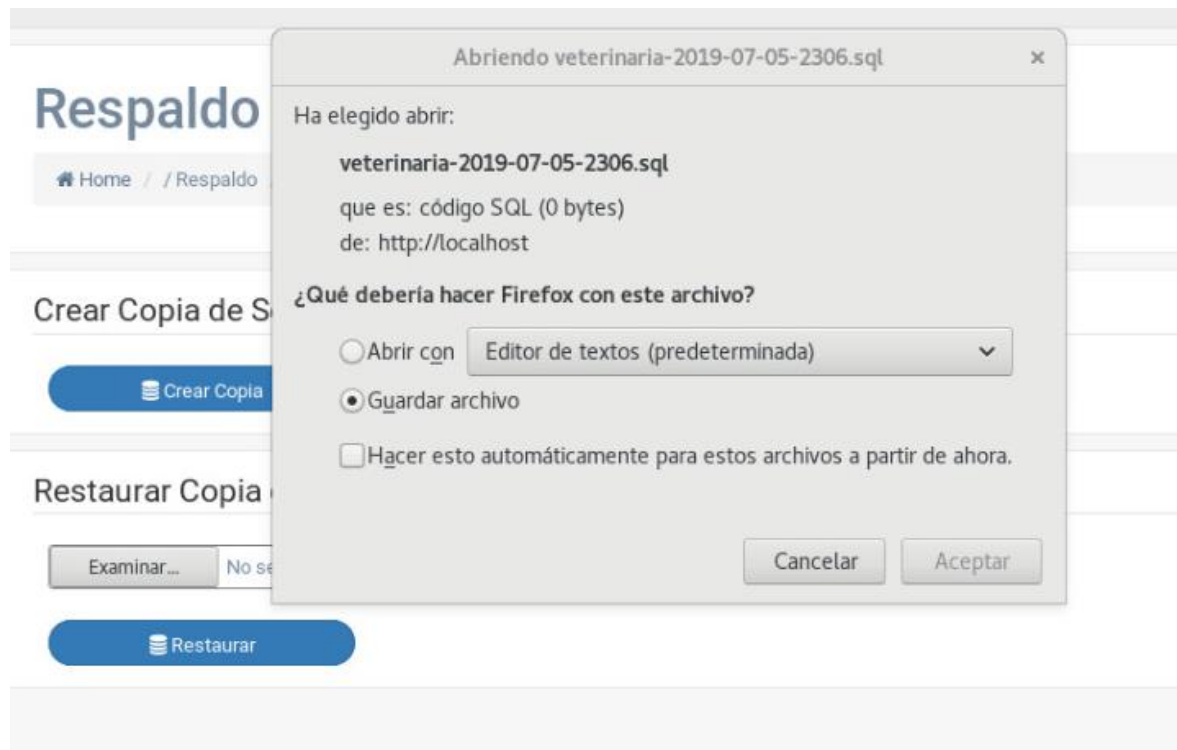 Abriendo veterinaria-2019-07-05-2306.sql ×
Respaldo
Home / / Respaldo
Ha elegido abrir:
veterinaria-2019-07-05-2306.sql
que es: código SQL (0 bytes)
de: http://localhost
¿Qué debería hacer Firefox con este archivo?
Abrir con Editor de textos (predeterminada)
Guardar archivo
Hacer esto automáticamente para estos archivos a partir de ahora.
Cancelar Aceptar
Crear Copia de S
Crear Copia
Restaurar Copia
Examinar... No se
Restaurar